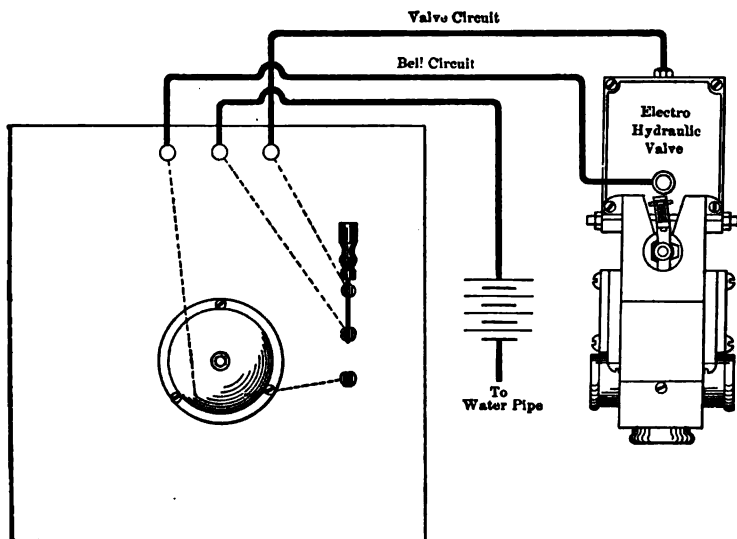 Valve Circuit
Bell Circuit
Electro
Hydraulic
Valve
To
Water Pipe